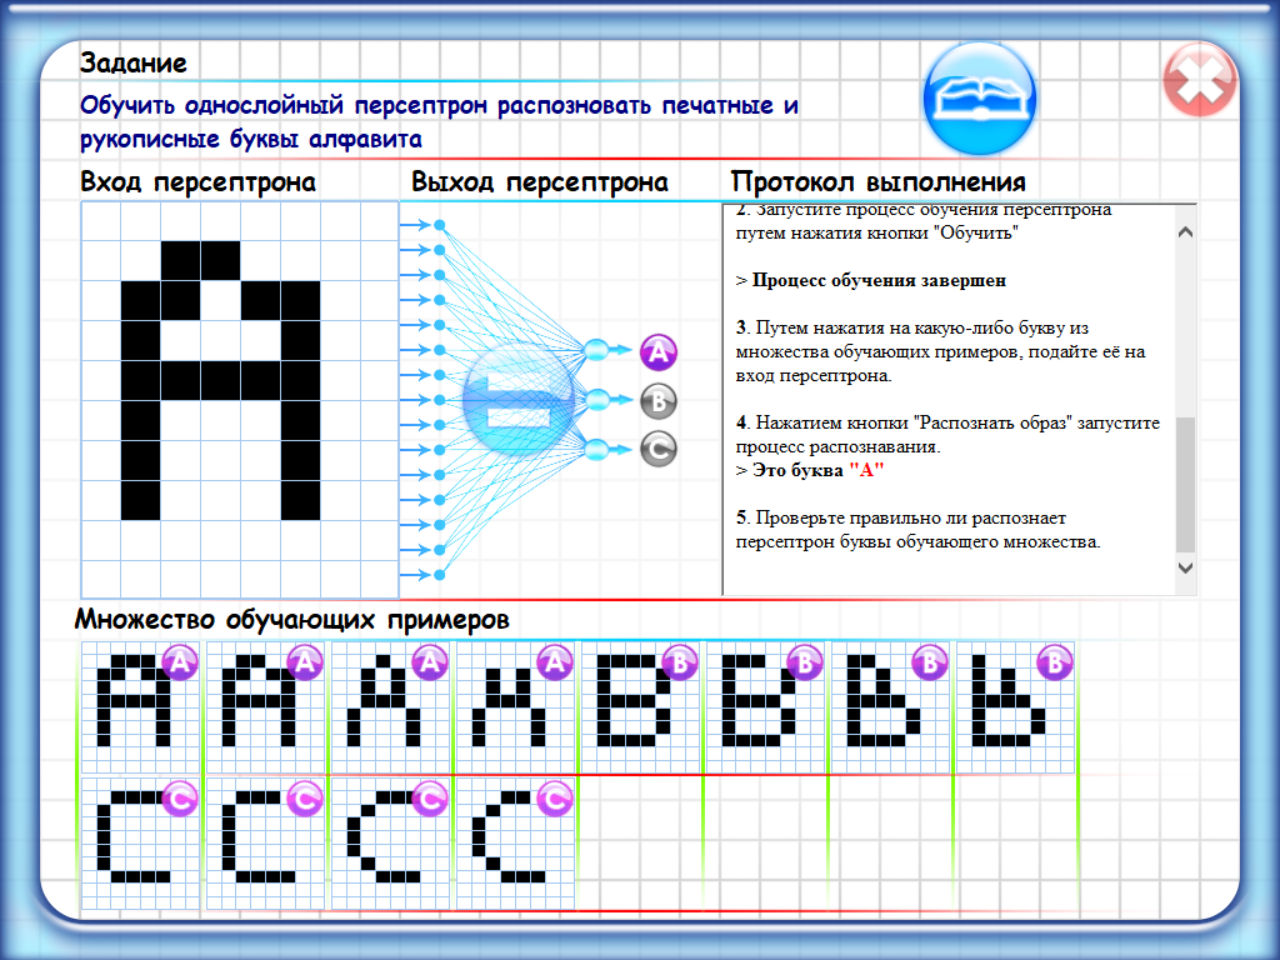 Задание
Обучить однослойный персептрон распозновать печатные и
рукописные буквы алфавита
Вход персептрона
Выход персептрона
Протокол выполнения
A
B
C
2. Запустите процесс обучения персептрона
путем нажатия кнопки "Обучить"
> Процесс обучения завершен
3. Путем нажатия на какую-либо букву из
множества обучающих примеров, подайте её на
вход персептрона.
4. Нажатием кнопки "Распознать образ" запустите
процесс распознавания.
> Это буква "А"
5. Проверьте правильно ли распознает
персептрон буквы обучающего множества.
Множество обучающих примеров
A A A A B B B B
C C C C